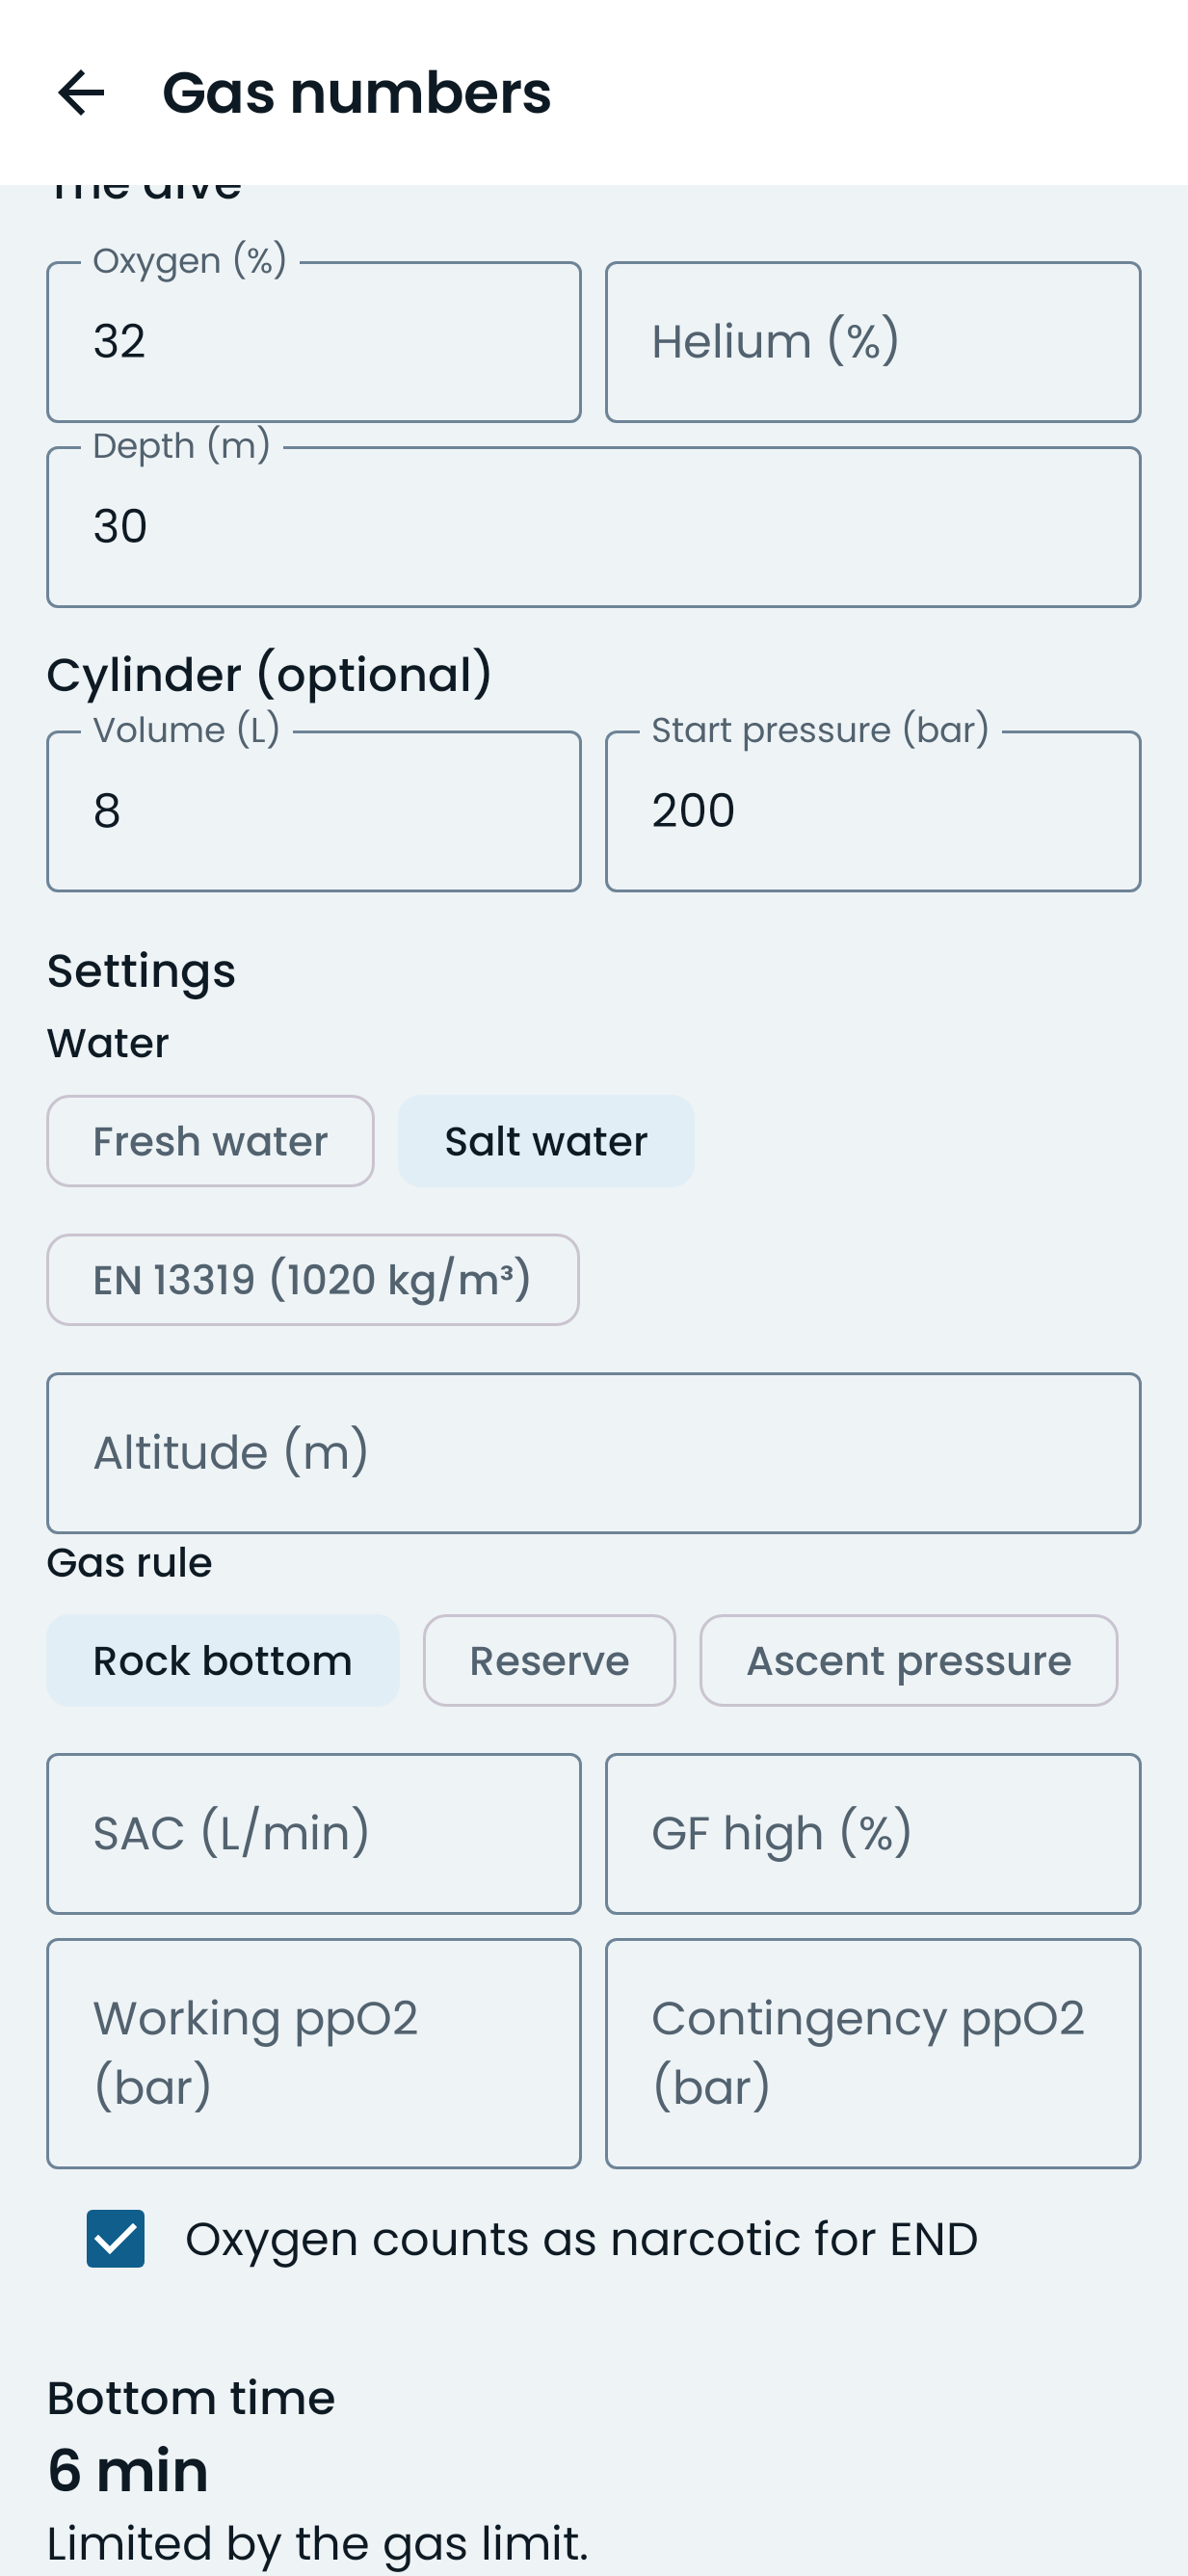 Gas numbers
The dive
Oxygen (%)
32
Helium (%)
Depth (m)
30
Cylinder (optional)
Volume (L)
8
Start pressure (bar)
200
Settings
Water
Fresh water
Salt water
EN 13319 (1020 kg/m³)
Altitude (m)
Gas rule
Rock bottom
Reserve
Ascent pressure
SAC (L/min)
GF high (%)
Working ppO2
(bar)
Contingency ppO2
(bar)
Oxygen counts as narcotic for END
Bottom time
6 min
Limited by the gas limit.